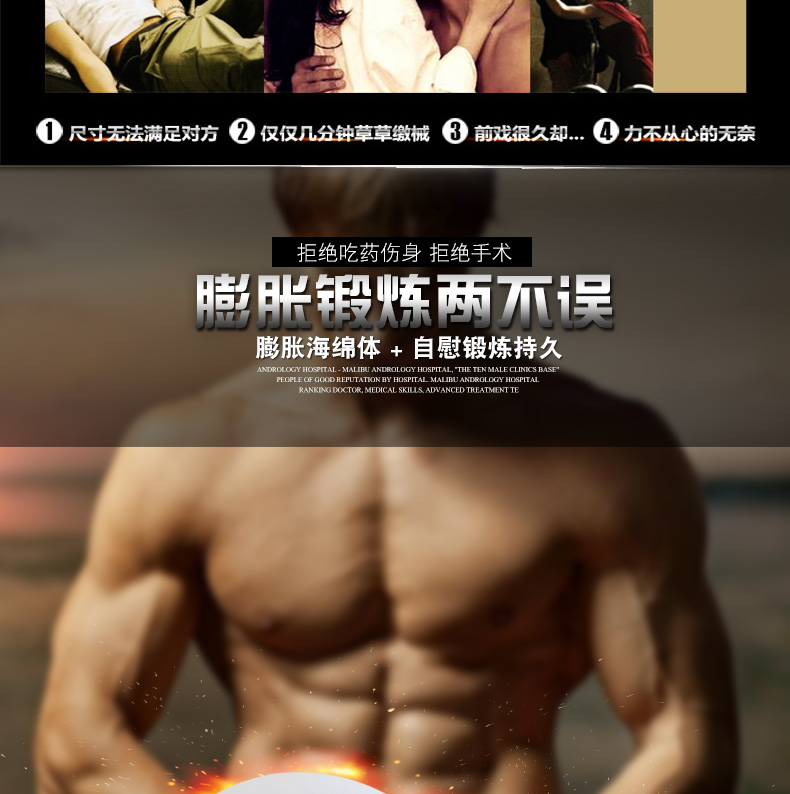 1 尺寸无法满足对方 2 仅仅几分钟草草缴械 3 前戏很久却... 4 力不从心的无奈
拒绝吃药伤身 拒绝手术
膨胀锻炼两不误
膨胀海绵体 + 自慰锻炼持久
ANDROLOGY HOSPITAL - MALIBU ANDROLOGY HOSPITAL, "THE TEN MALE CLINICS BASE"
PEOPLE OF GOOD REPUTATION BY HOSPITAL. MALIBU ANDROLOGY HOSPITAL
RANKING DOCTOR, MEDICAL SKILLS, ADVANCED TREATMENT TE